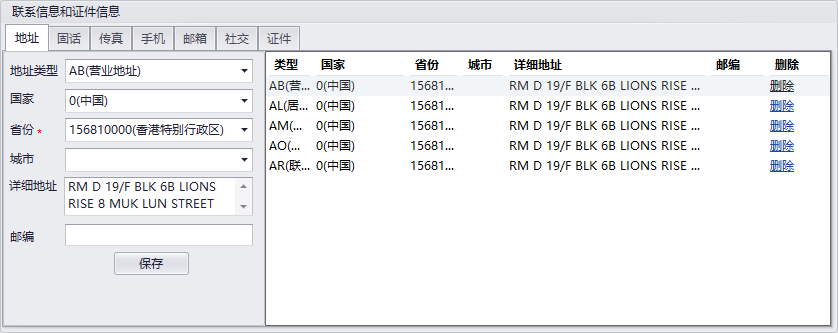 联系信息和证件信息
地址 固话 传真 手机 邮箱 社交 证件
地址类型 AB(营业地址)
国家 0(中国)
省份 * 156810000(香港特别行政区)
城市
详细地址 RM D 19/F BLK 6B LIONS
RISE 8 MUK LUN STREET
邮编
保存
类型 国家 省份 城市 详细地址 邮编 删除
AB(营... 0(中国) 15681... RM D 19/F BLK 6B LIONS RISE ... 删除
AL(居... 0(中国) 15681... RM D 19/F BLK 6B LIONS RISE ... 删除
AM(... 0(中国) 15681... RM D 19/F BLK 6B LIONS RISE ... 删除
AO(... 0(中国) 15681... RM D 19/F BLK 6B LIONS RISE ... 删除
AR(联... 0(中国) 15681... RM D 19/F BLK 6B LIONS RISE ... 删除